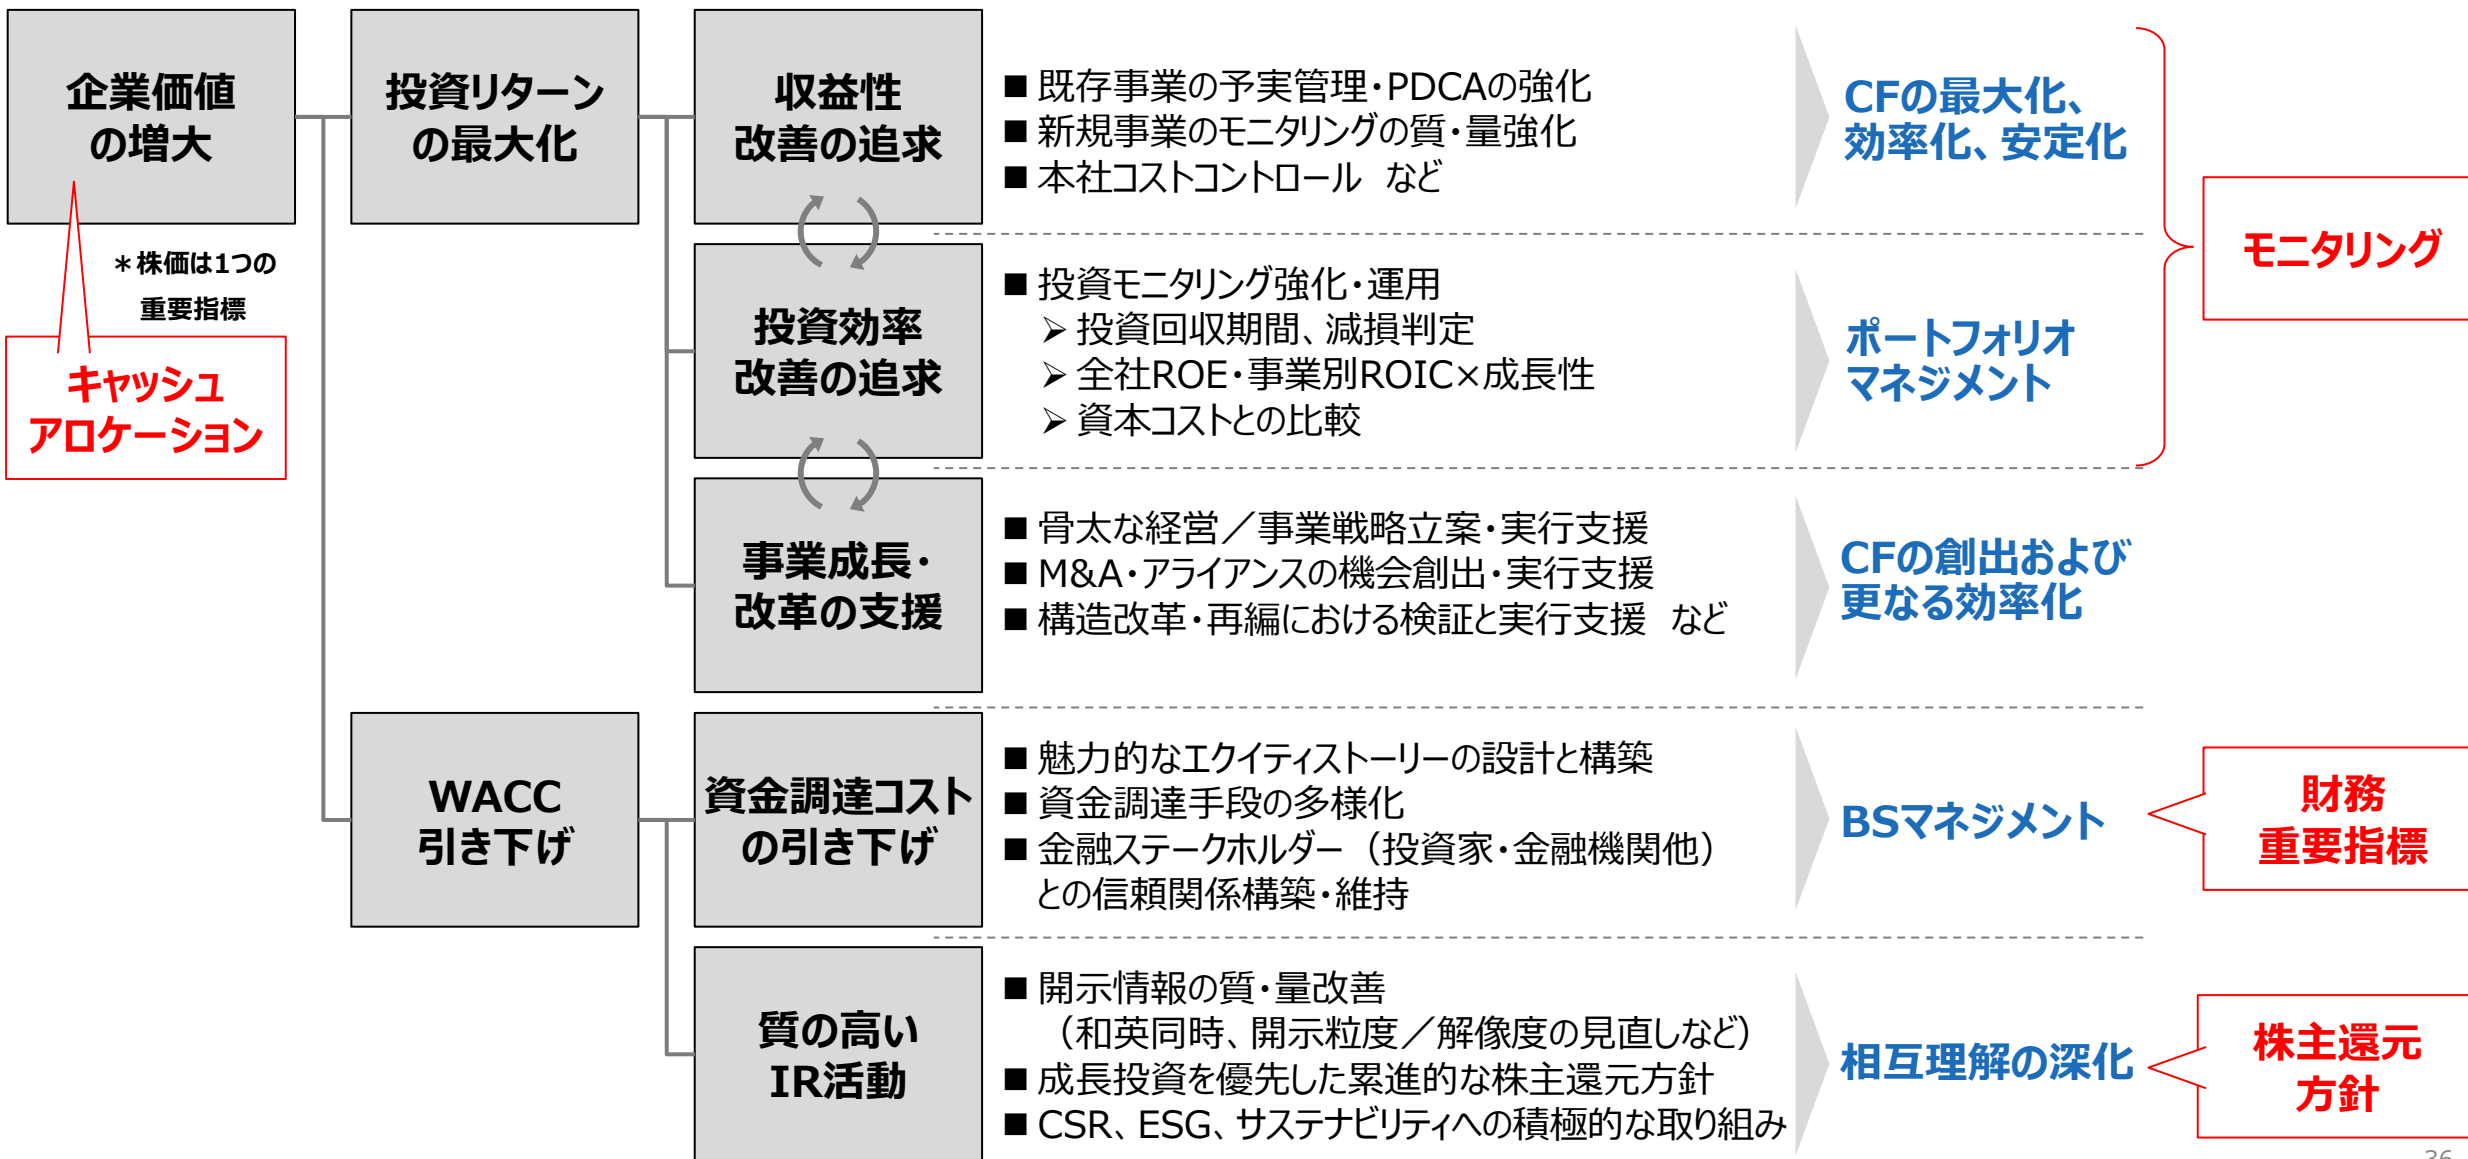 企業価値
の増大
＊株価は1つの
重要指標
キャッシュ
アロケーション
投資リターン
の最大化
収益性
改善の追求
■ 既存事業の予実管理・PDCAの強化
■ 新規事業のモニタリングの質・量強化
■ 本社コストコントロール など
CFの最大化、
効率化、安定化
モニタリング
投資効率
改善の追求
■ 投資モニタリング強化・運用
➢ 投資回収期間、減損判定
➢ 全社ROE・事業別ROIC×成長性
➢ 資本コストとの比較
ポートフォリオ
マネジメント
事業成長・
改革の支援
■ 骨太な経営／事業戦略立案・実行支援
■ M&A・アライアンスの機会創出・実行支援
■ 構造改革・再編における検証と実行支援 など
CFの創出および
更なる効率化
WACC
引き下げ
資金調達コスト
の引き下げ
■ 魅力的なエクイティストーリーの設計と構築
■ 資金調達手段の多様化
■ 金融ステークホルダー（投資家・金融機関他）
との信頼関係構築・維持
BSマネジメント
財務
重要指標
質の高い
IR活動
■ 開示情報の質・量改善
（和英同時、開示粒度／解像度の見直しなど）
■ 成長投資を優先した累進的な株主還元方針
■ CSR、ESG、サステナビリティへの積極的な取り組み
相互理解の深化
株主還元
方針
36